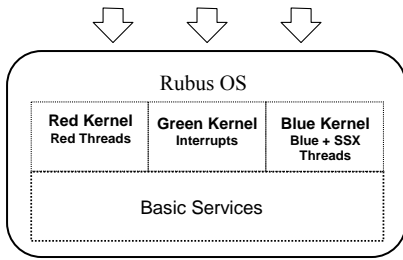 Rubus OS
Red Kernel
Red Threads
Green Kernel
Interrupts
Blue Kernel
Blue + SSX
Threads
Basic Services